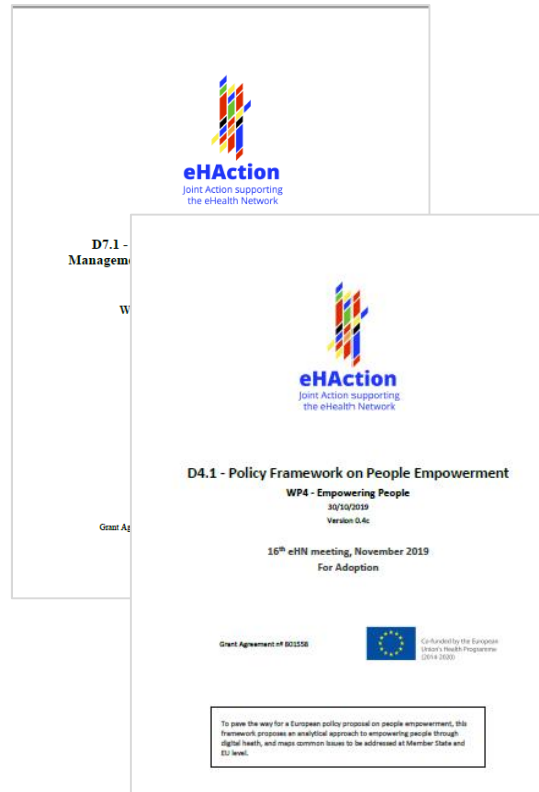 eHAction
Joint Action supporting
the eHealth Network
D7.1 -
Managem
W
Grant Ag
eHAction
Joint Action supporting
the eHealth Network
D4.1 - Policy Framework on People Empowerment
WP4 - Empowering People
30/10/2019
Version 0.4c
16th eHN meeting, November 2019
For Adoption
Grant Agreement nº 801558
Co-funded by the European
Union's Health Programme
(2014-2020)
To pave the way for a European policy proposal on people empowerment, this
framework proposes an analytical approach to empowering people through
digital heath, and maps common issues to be addressed at Member State and
EU level.